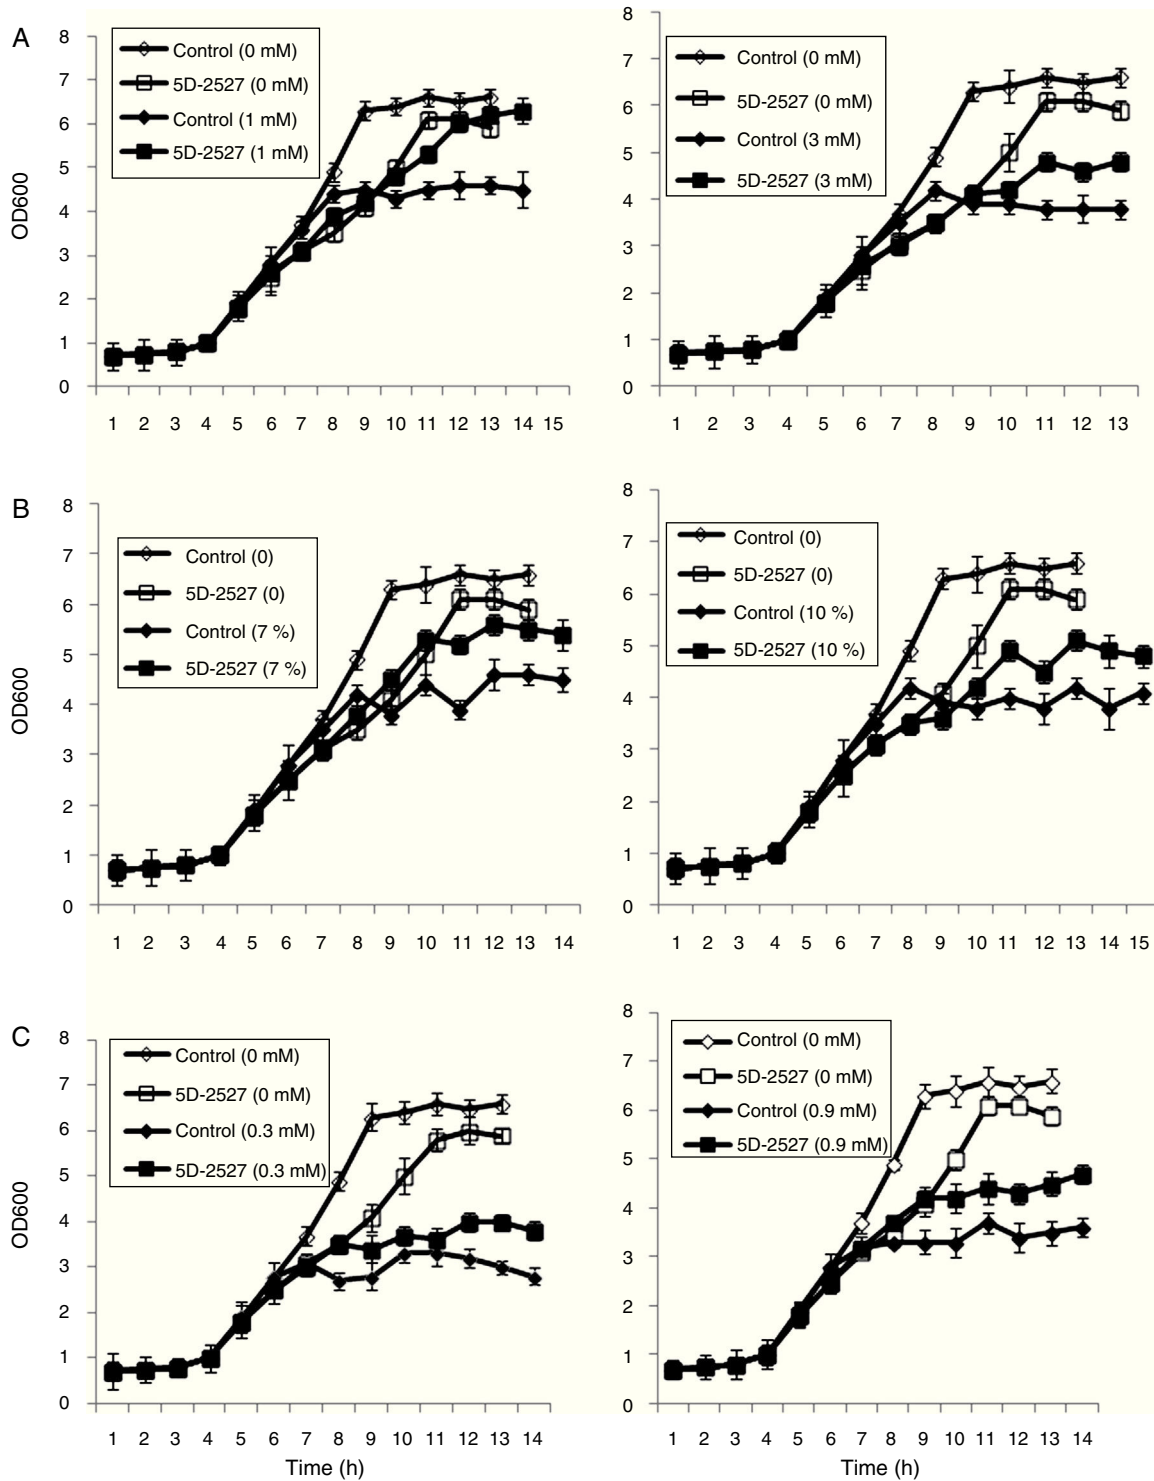 A
8
7
6
5
4
3
2
1
0
OD600
Control (0 mM)
5D-2527 (0 mM)
Control (1 mM)
5D-2527 (1 mM)
1 2 3 4 5 6 7 8 9 10 11 12 13 14 15
8
7
6
5
4
3
2
1
0
Control (0 mM)
5D-2527 (0 mM)
Control (3 mM)
5D-2527 (3 mM)
1 2 3 4 5 6 7 8 9 10 11 12 13
B
8
7
6
5
4
3
2
1
0
OD600
Control (0)
5D-2527 (0)
Control (7 %)
5D-2527 (7 %)
1 2 3 4 5 6 7 8 9 10 11 12 13 14
8
7
6
5
4
3
2
1
0
Control (0)
5D-2527 (0)
Control (10 %)
5D-2527 (10 %)
1 2 3 4 5 6 7 8 9 10 11 12 13 14 15
C
8
7
6
5
4
3
2
1
0
OD600
Control (0 mM)
5D-2527 (0 mM)
Control (0.3 mM)
5D-2527 (0.3 mM)
1 2 3 4 5 6 7 8 9 10 11 12 13 14
Time (h)
8
7
6
5
4
3
2
1
0
Control (0 mM)
5D-2527 (0 mM)
Control (0.9 mM)
5D-2527 (0.9 mM)
1 2 3 4 5 6 7 8 9 10 11 12 13 14
Time (h)